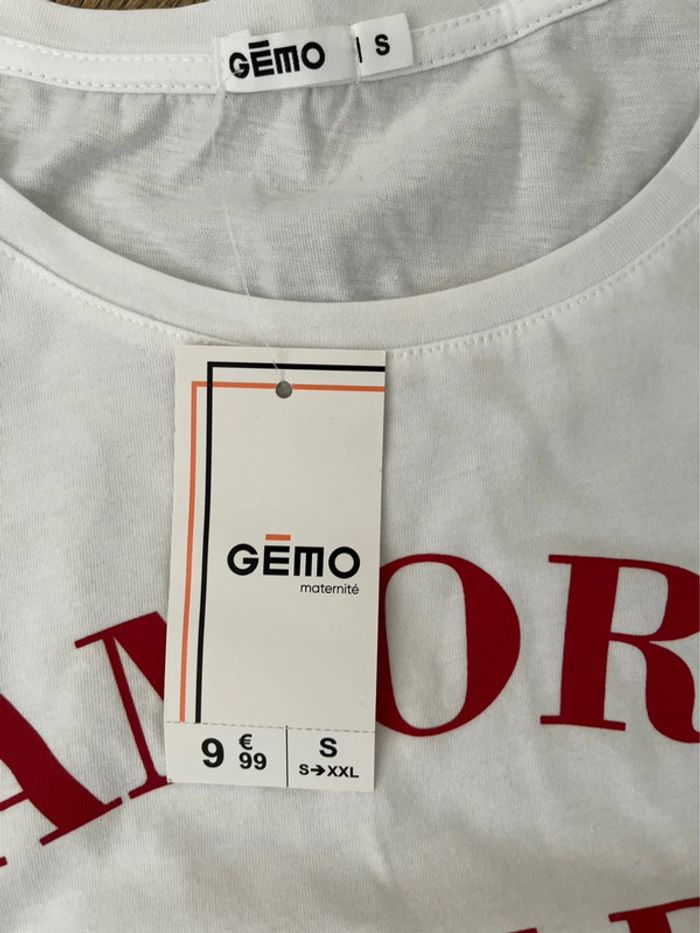 GĒMO | S
GĒMO
maternité
AMOR
9 €99
S
S→XXL